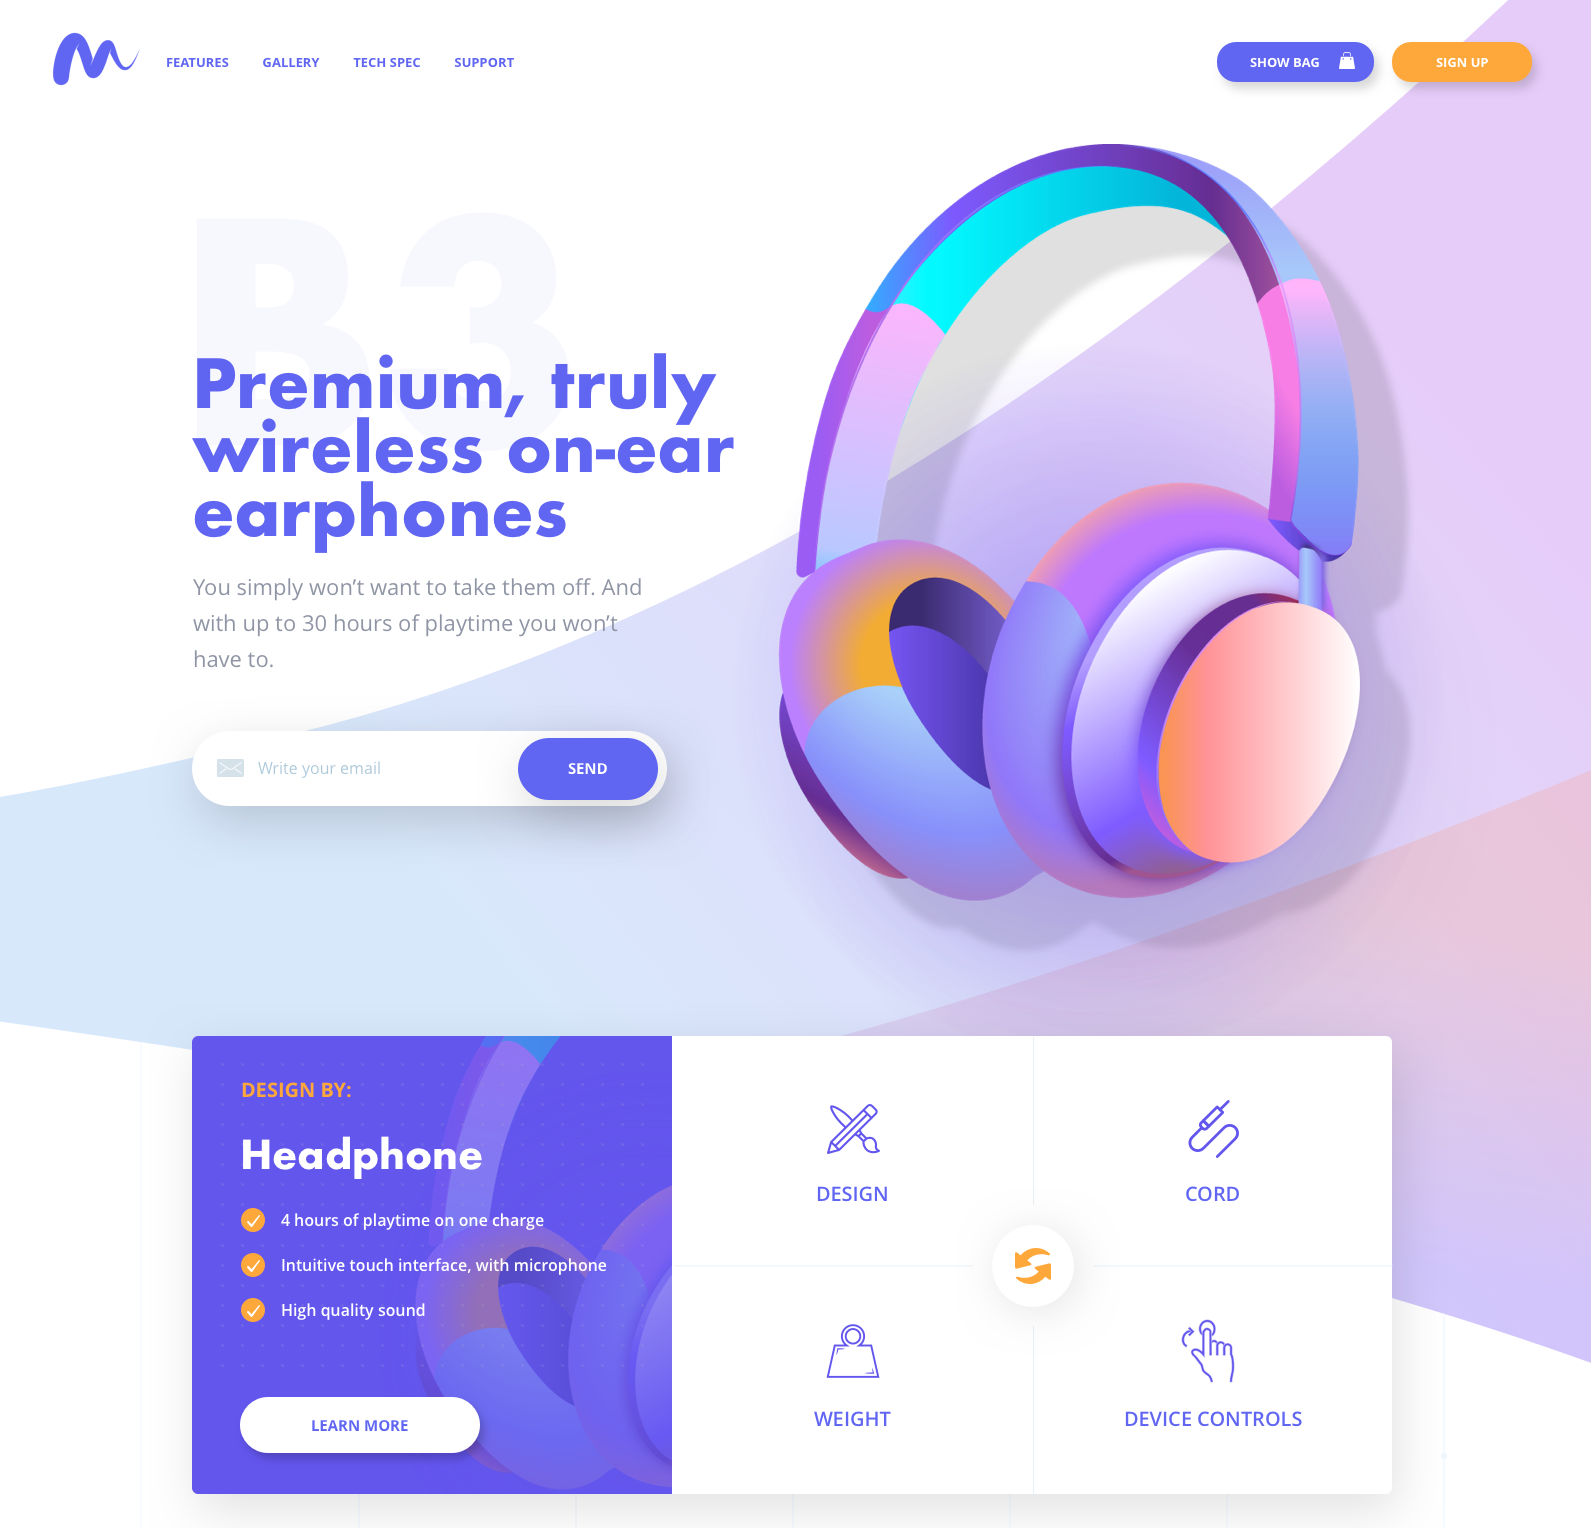 FEATURES GALLERY TECH SPEC SUPPORT SHOW BAG SIGN UP
B3
Premium, truly
wireless on-ear
earphones
You simply won’t want to take them off. And
with up to 30 hours of playtime you won’t
have to.
Write your email SEND
DESIGN BY:
Headphone
4 hours of playtime on one charge
Intuitive touch interface, with microphone
High quality sound
LEARN MORE
DESIGN CORD
WEIGHT DEVICE CONTROLS